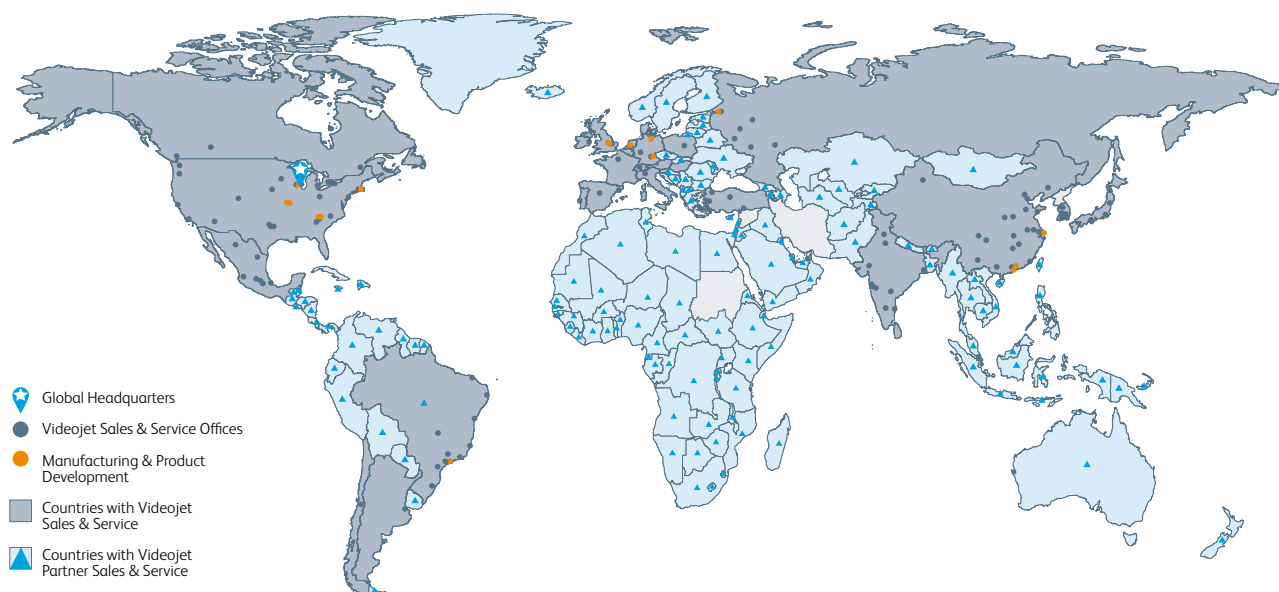 Global Headquarters
Videojet Sales & Service Offices
Manufacturing & Product
Development
Countries with Videojet
Sales & Service
Countries with Videojet
Partner Sales & Service